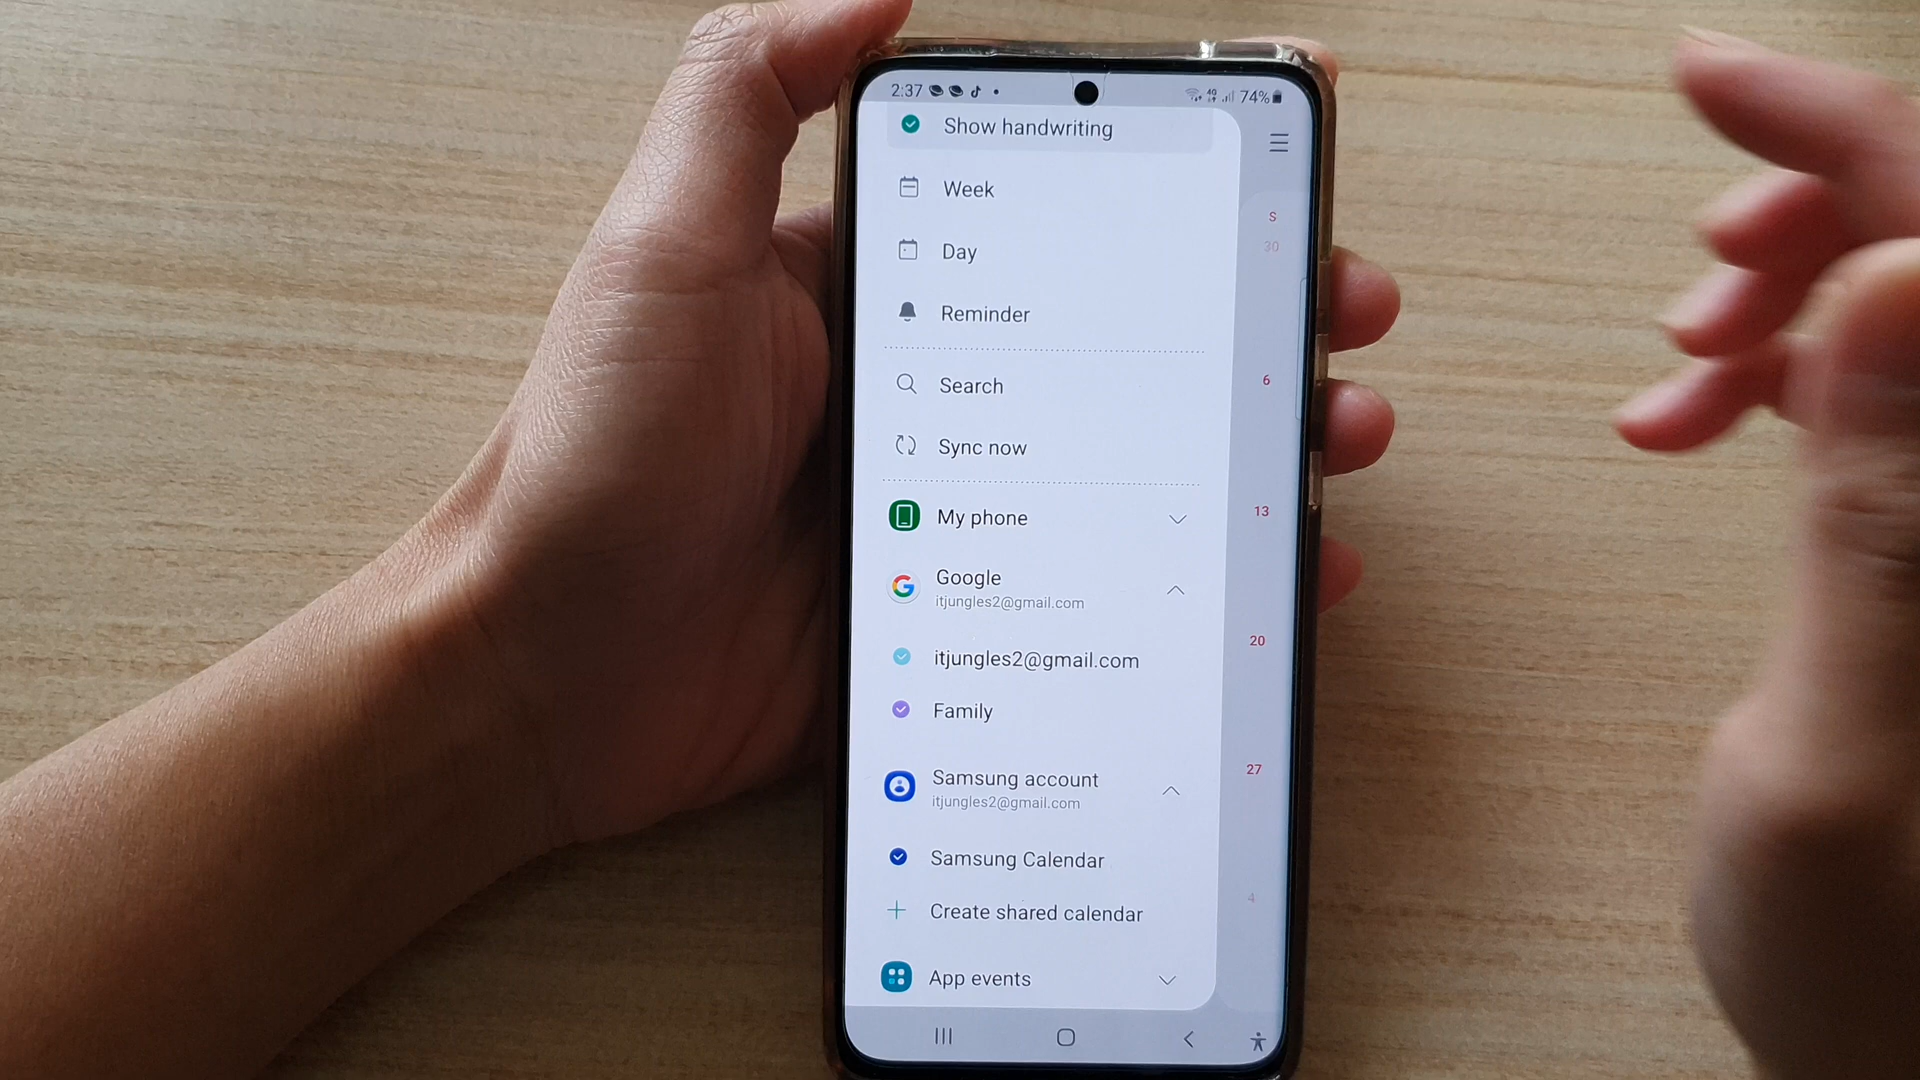 2:37
4G
74%
Show handwriting
Week
S
30
Day
Reminder
Search
6
Sync now
My phone
13
Google
itjungles2@gmail.com
itjungles2@gmail.com
20
Family
Samsung account
27
itjungles2@gmail.com
Samsung Calendar
Create shared calendar
4
App events